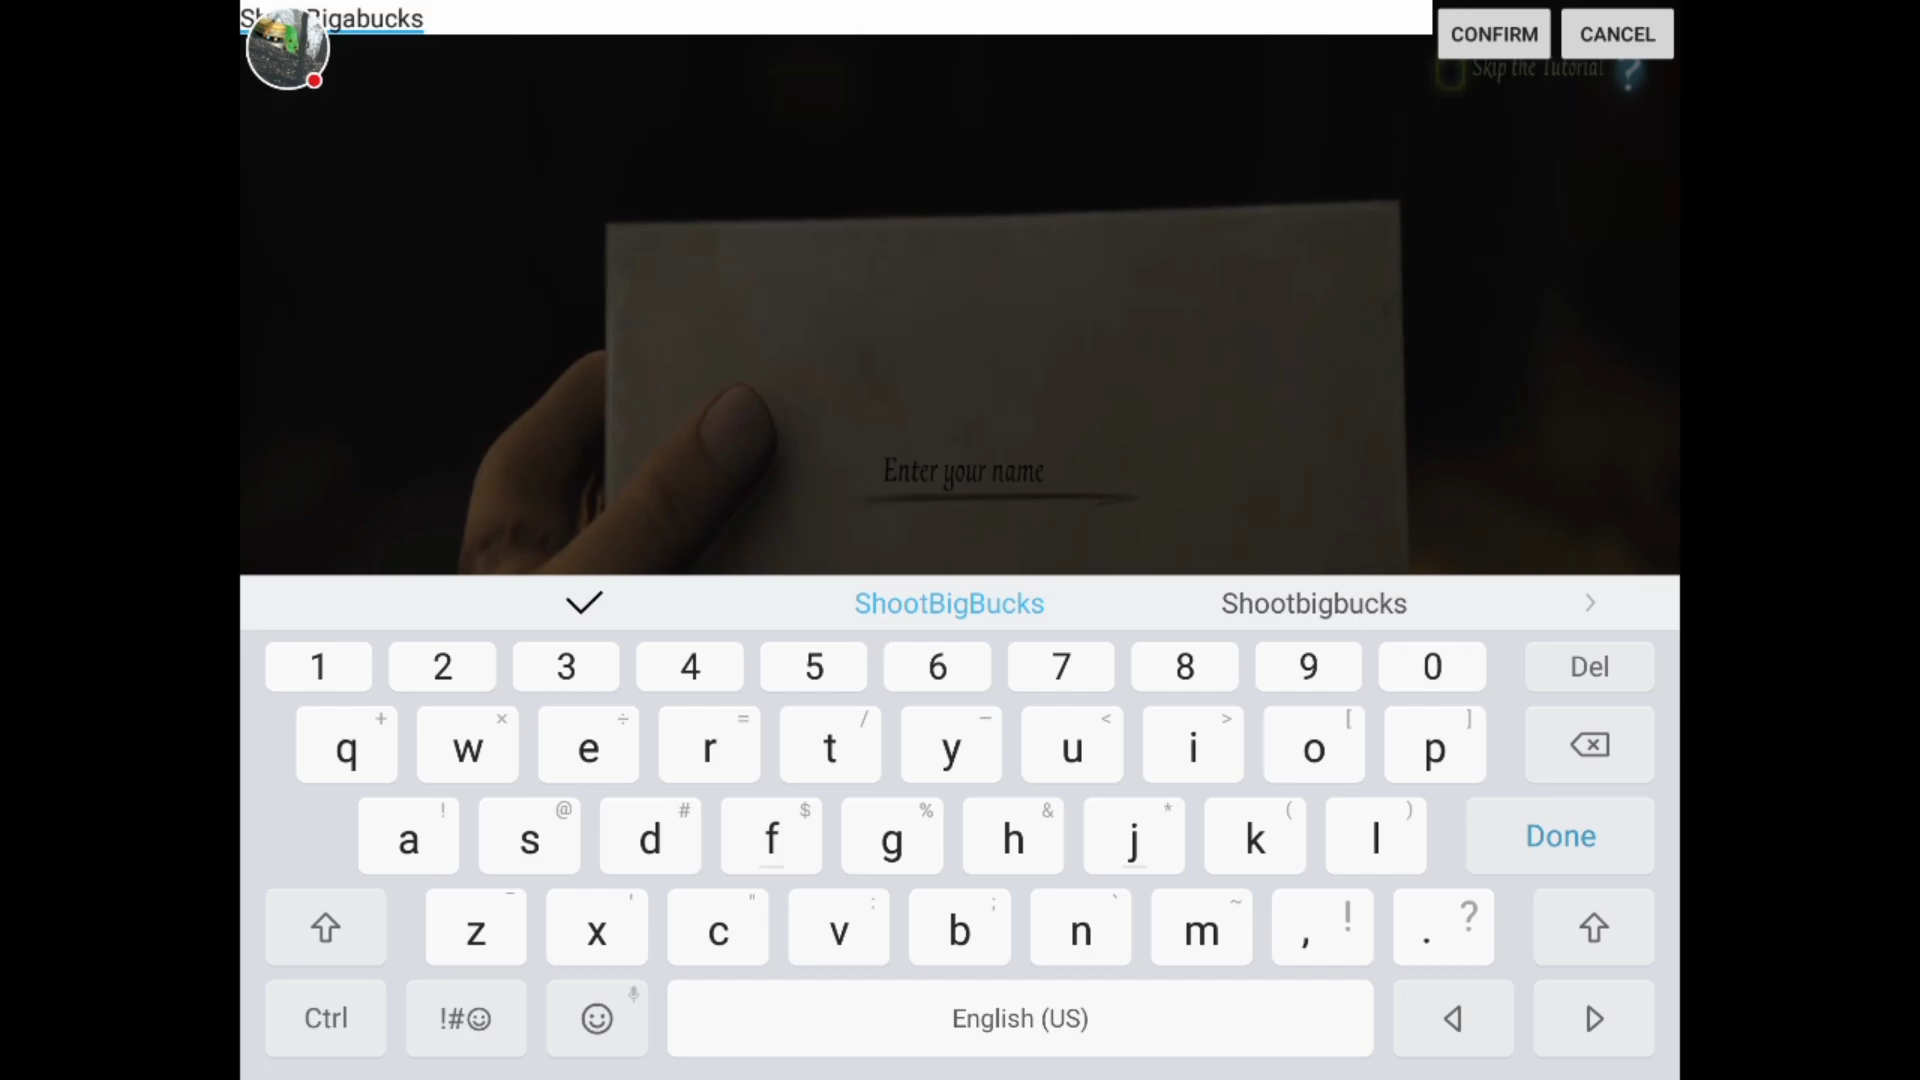 Bigabucks
CONFIRM CANCEL
Skip the Tutorial ?
Enter your name
ShootBigBucks Shootbigbucks
1 2 3 4 5 6 7 8 9 0 Del
+ × ÷ = / − < > [ ]
q w e r t y u i o p
! @ # $ % & * ( )
a s d f g h j k l Done
- ' " : ; ` ~ ! ?
z x c v b n m , .
Ctrl !#☺ English (US)